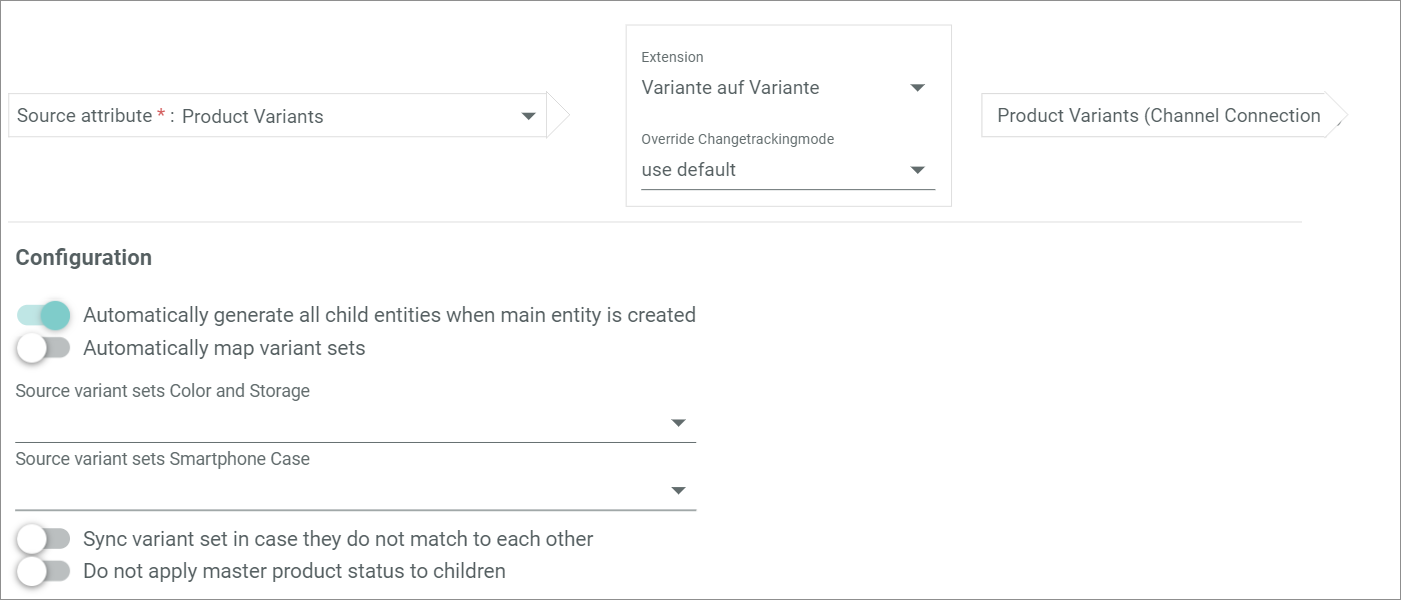 Source attribute * : Product Variants
Extension
Variante auf Variante
Override Changetrackingmode
use default
Product Variants (Channel Connection
Configuration
Automatically generate all child entities when main entity is created
Automatically map variant sets
Source variant sets Color and Storage
Source variant sets Smartphone Case
Sync variant set in case they do not match to each other
Do not apply master product status to children